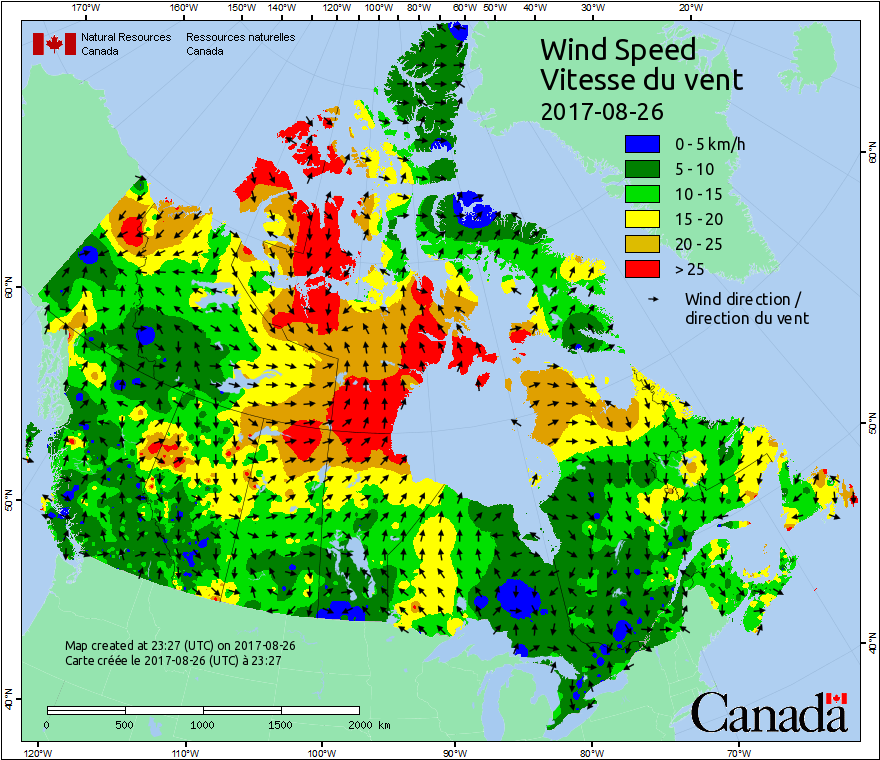 170°W 160°W 150°W 140°W 120°W 100°W 80°W 60°W 50°W 40°W 30°W 20°W
Natural Resources Ressources naturelles
Canada Canada
Wind Speed
Vitesse du vent
2017-08-26
0 - 5 km/h
5 - 10
10 - 15
15 - 20
20 - 25
> 25
Wind direction /
direction du vent
60°N
60°N
50°N
50°N
40°N
40°N
Map created at 23:27 (UTC) on 2017-08-26
Carte créée le 2017-08-26 (UTC) à 23:27
0 500 1000 1500 2000 km
Canada
120°W 110°W 100°W 90°W 80°W 70°W